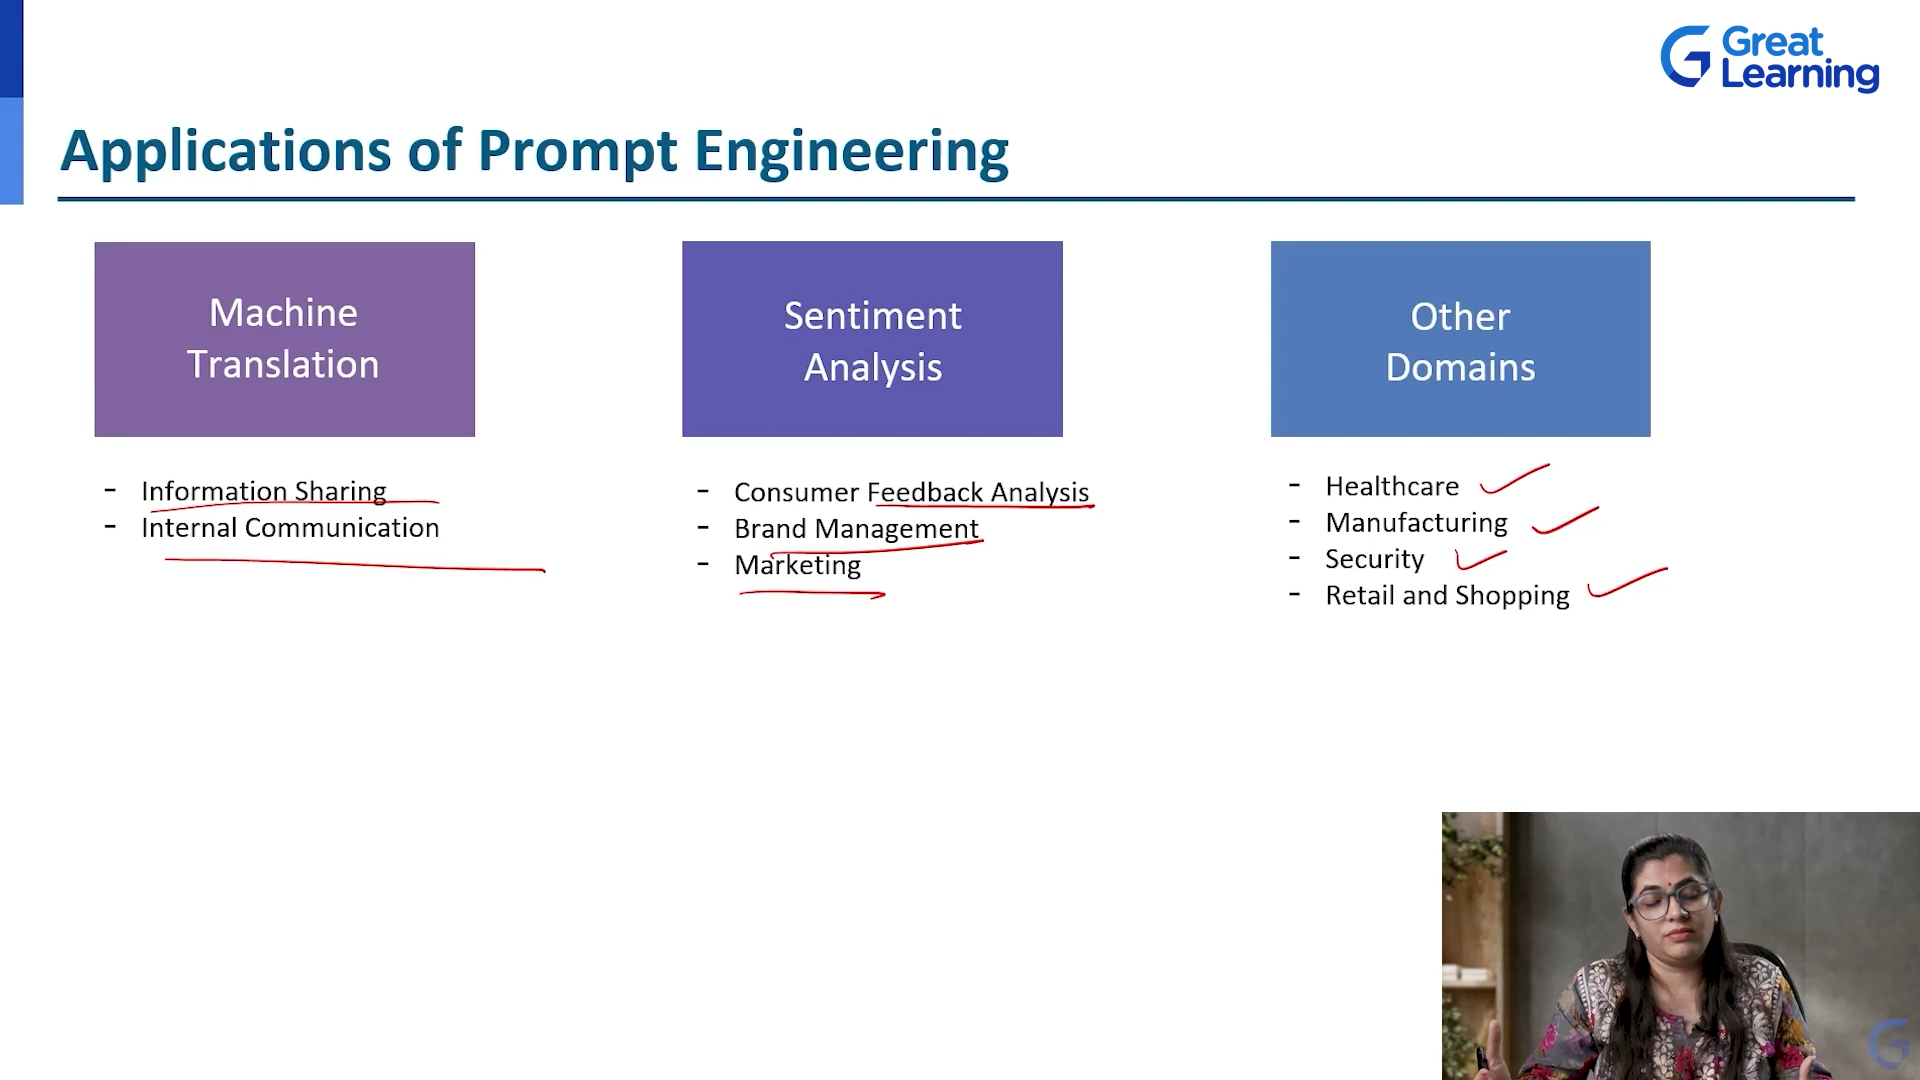 Great
Learning
Applications of Prompt Engineering
Machine
Translation
- Information Sharing
- Internal Communication
Sentiment
Analysis
- Consumer Feedback Analysis
- Brand Management
- Marketing
Other
Domains
- Healthcare
- Manufacturing
- Security
- Retail and Shopping